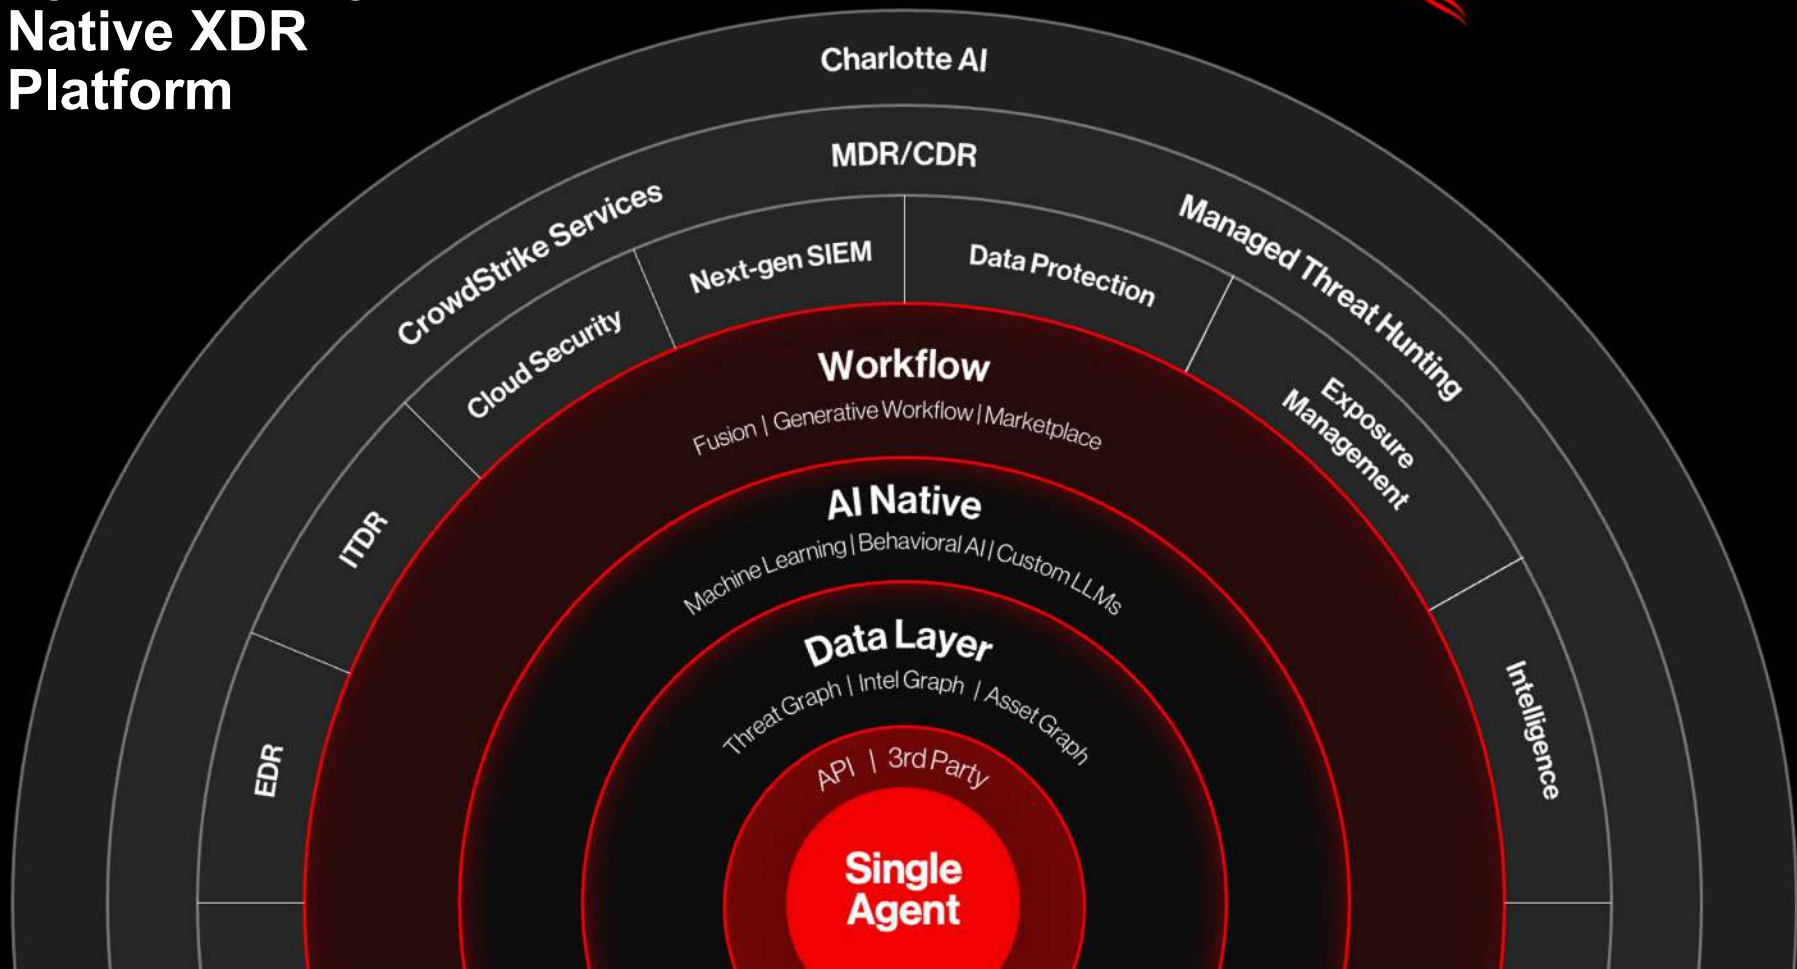 Native XDR
Platform
Charlotte AI
MDR/CDR
CrowdStrike Services
Managed Threat Hunting
Next-gen SIEM
Data Protection
Cloud Security
Exposure
Management
ITDR
EDR
Intelligence
Workflow
Fusion | Generative Workflow | Marketplace
AI Native
Machine Learning | Behavioral AI | Custom LLMs
Data Layer
Threat Graph | Intel Graph | Asset Graph
API | 3rd Party
Single
Agent